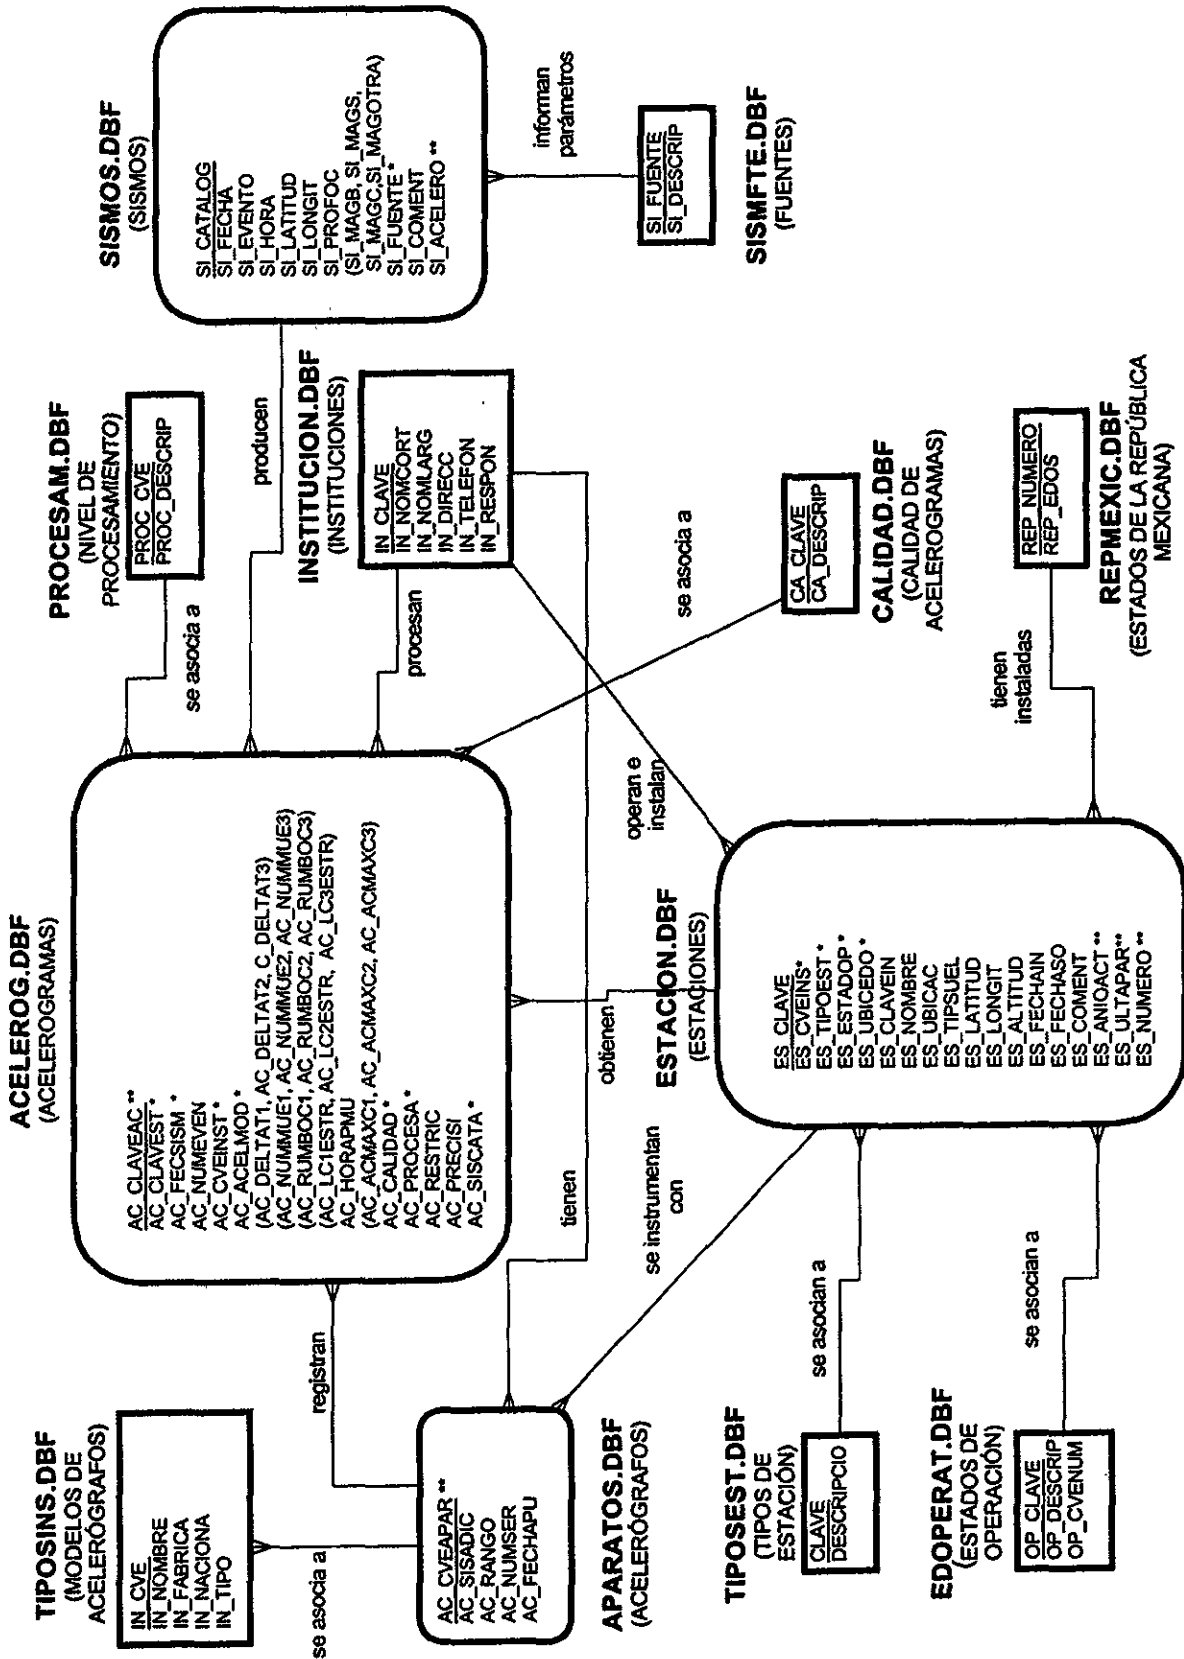 TIPOSINS.DBF
(MODELOS DE
ACELERÓGRAFOS)
IN_CVE
IN_NOMBRE
IN_FABRICA
IN_NACIONA
IN_TIPO
se asocia a
registran
ACELEROG.DBF
(ACELEROGRAMAS)
AC_CLAVEAC **
AC_CLAVEST *
AC_FECSISM *
AC_NUMEVEN
AC_CVEINST *
AC_ACELMOD *
(AC_DELTAT1, AC_DELTAT2, C_DELTAT3)
(AC_NUMMUE1, AC_NUMMUE2, AC_NUMMUE3)
(AC_RUMBOC1, AC_RUMBOC2, AC_RUMBOC3)
(AC_LC1ESTR, AC_LC2ESTR, AC_LC3ESTR)
AC_HORAPMU
(AC_ACMAXC1, AC_ACMAXC2, AC_ACMAXC3)
AC_CALIDAD *
AC_PROCESA *
AC_RESTRIC
AC_PRECISI
AC_SISCATA *
PROCESAM.DBF
(NIVEL DE
PROCESAMIENTO)
PROC_CVE
PROC_DESCRIP
se asocia a
producen
SISMOS.DBF
(SISMOS)
SI_CATALOG
SI_FECHA
SI_EVENTO
SI_HORA
SI_LATITUD
SI_LONGIT
SI_PROFOC
(SI_MAGB, SI_MAGS,
SI_MAGC,SI_MAGOTRA)
SI_FUENTE *
SI_COMENT
SI_ACELERO **
informan
parámetros
SI_FUENTE
SI_DESCRIP
SISMFTE.DBF
(FUENTES)
INSTITUCION.DBF
(INSTITUCIONES)
IN_CLAVE
IN_NOMCORT
IN_NOMLARG
IN_DIRECC
IN_TELEFON
IN_RESPON
procesan
tienen
operan e
instalan
se asocia a
CA_CLAVE
CA_DESCRIP
CALIDAD.DBF
(CALIDAD DE
ACELEROGRAMAS)
AC_CVEAPAR **
AC_SISADIC
AC_RANGO
AC_NUMSER
AC_FECHAPU
APARATOS.DBF
(ACELERÓGRAFOS)
se instrumentan
con
obtienen
ESTACION.DBF
(ESTACIONES)
ES_CLAVE
ES_CVEINS*
ES_TIPOEST *
ES_ESTADOP *
ES_UBICEDO *
ES_CLAVEIN
ES_NOMBRE
ES_UBICAC
ES_TIPSUEL
ES_LATITUD
ES_LONGIT
ES_ALTITUD
ES_FECHAIN
ES_FECHASO
ES_COMENT
ES_ANIOACT **
ES_ULTAPAR**
ES_NUMERO **
tienen
instaladas
REP_NUMERO
REP_EDOS
REPMEXIC.DBF
(ESTADOS DE LA REPÚBLICA
MEXICANA)
TIPOSEST.DBF
(TIPOS DE
ESTACIÓN)
CLAVE
DESCRIPCIO
se asocian a
EDOPERAT.DBF
(ESTADOS DE
OPERACIÓN)
OP_CLAVE
OP_DESCRIP
OP_CVENUM
se asocian a